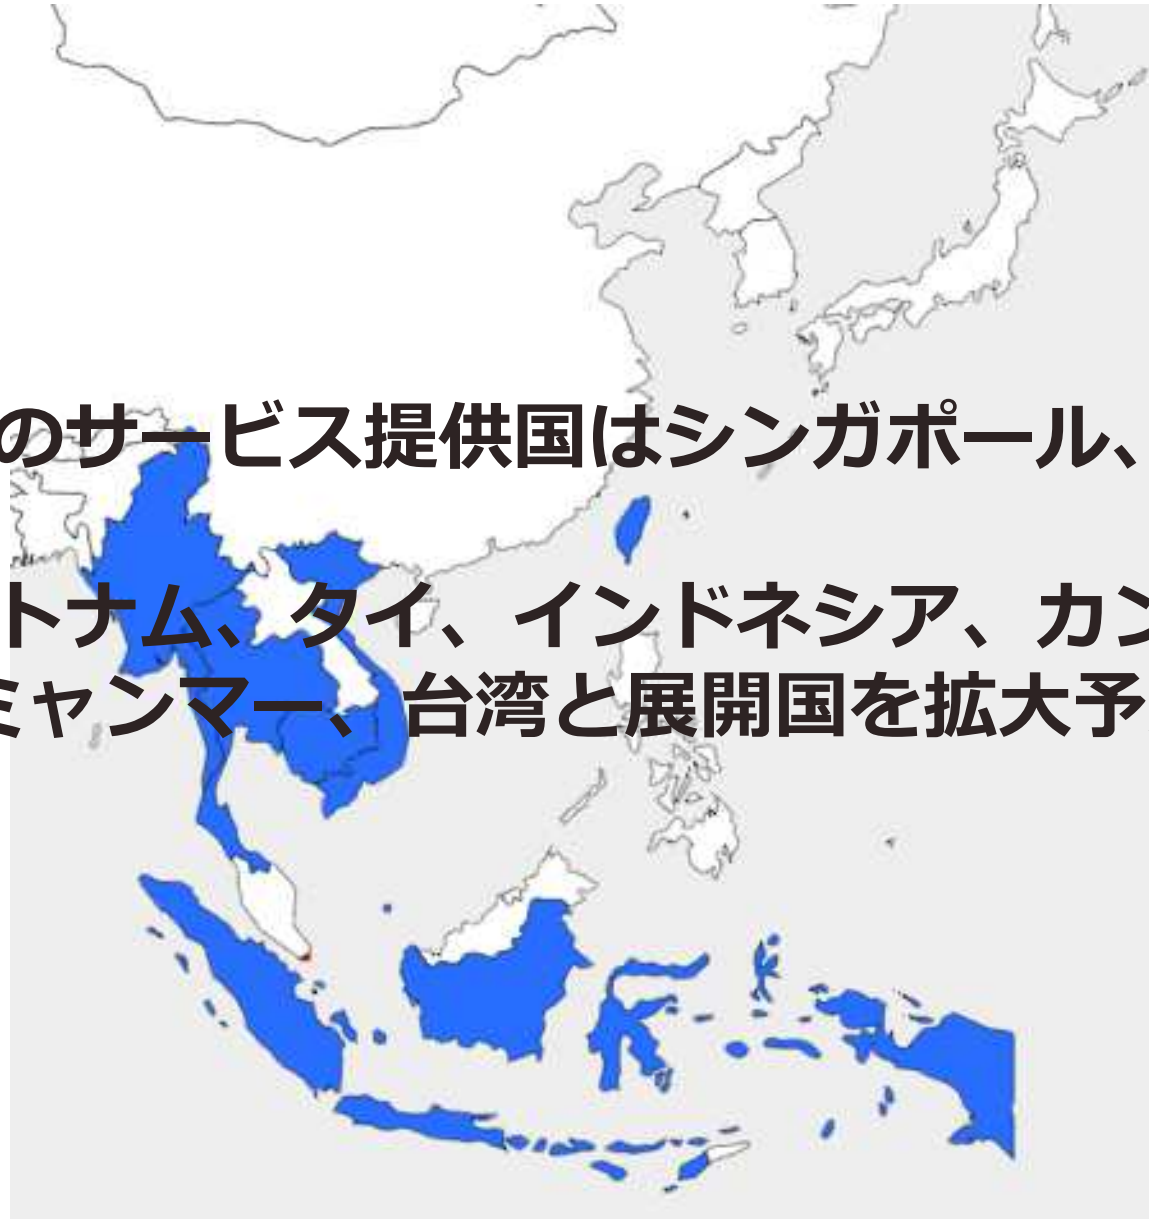 のサービス提供国はシンガポール、
トナム、タイ、インドネシア、カン
ミャンマー、台湾と展開国を拡大予